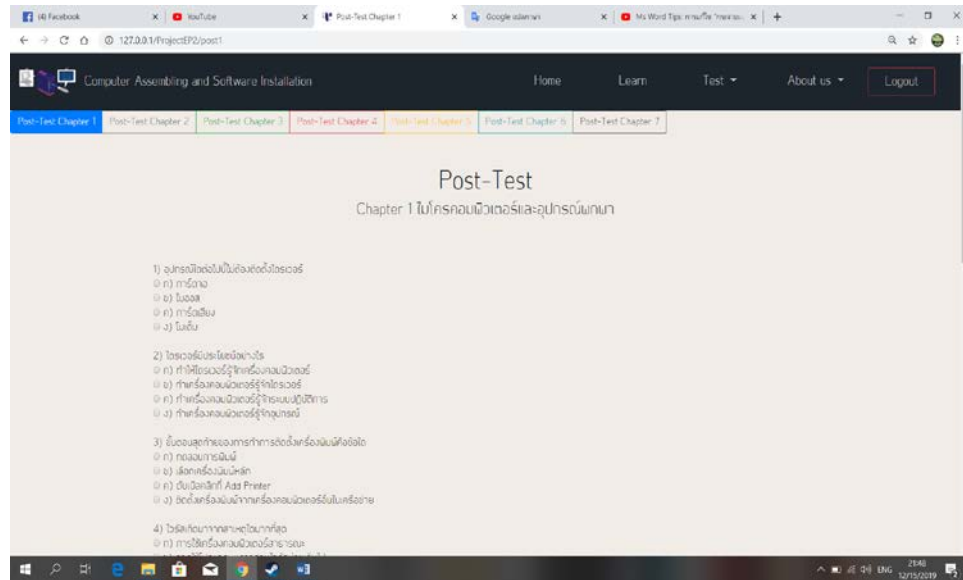 (4) Facebook
YouTube
Post-Test Chapter 1
127.0.0.1/ProjectEP2/post1
Computer Assembling and Software Installation
Home
Learn
Test
About us
Logout
Post-Test Chapter 1
Post-Test Chapter 2
Post-Test Chapter 3
Post-Test Chapter 4
Post-Test Chapter 5
Post-Test Chapter 6
Post-Test Chapter 7
Post-Test
Chapter 1 ไมโครคอมพิวเตอร์และอุปกรณ์พกพา
1) อุปกรณ์ใดต่อไปนี้ไม่ต้องติดตั้งไดรเวอร์
ก) การ์ดจอ
ข) ไบออส
ค) การ์ดเสียง
ง) โมเด็ม
2) ไดรเวอร์มีประโยชน์อย่างไร
ก) ทำให้ไดรเวอร์รู้จักเครื่องคอมพิวเตอร์
ข) ทำเครื่องคอมพิวเตอร์รู้จักไดรเวอร์
ค) ทำเครื่องคอมพิวเตอร์รู้จักระบบปฏิบัติการ
ง) ทำเครื่องคอมพิวเตอร์รู้จักอุปกรณ์
3) ขั้นตอนสุดท้ายของการทำการติดตั้งเครื่องพิมพ์คือข้อใด
ก) ทดสอบการพิมพ์
ข) เลือกเครื่องพิมพ์หลัก
ค) ดับเบิลคลิกที่ Add Printer
ง) ติดตั้งเครื่องพิมพ์จากเครื่องคอมพิวเตอร์อื่นในเครือข่าย
4) ไวรัสเกิดมาจากสาเหตุใดมากที่สุด
ก) การใช้เครื่องคอมพิวเตอร์สาธารณะ
ENG
21:48
12/15/2019